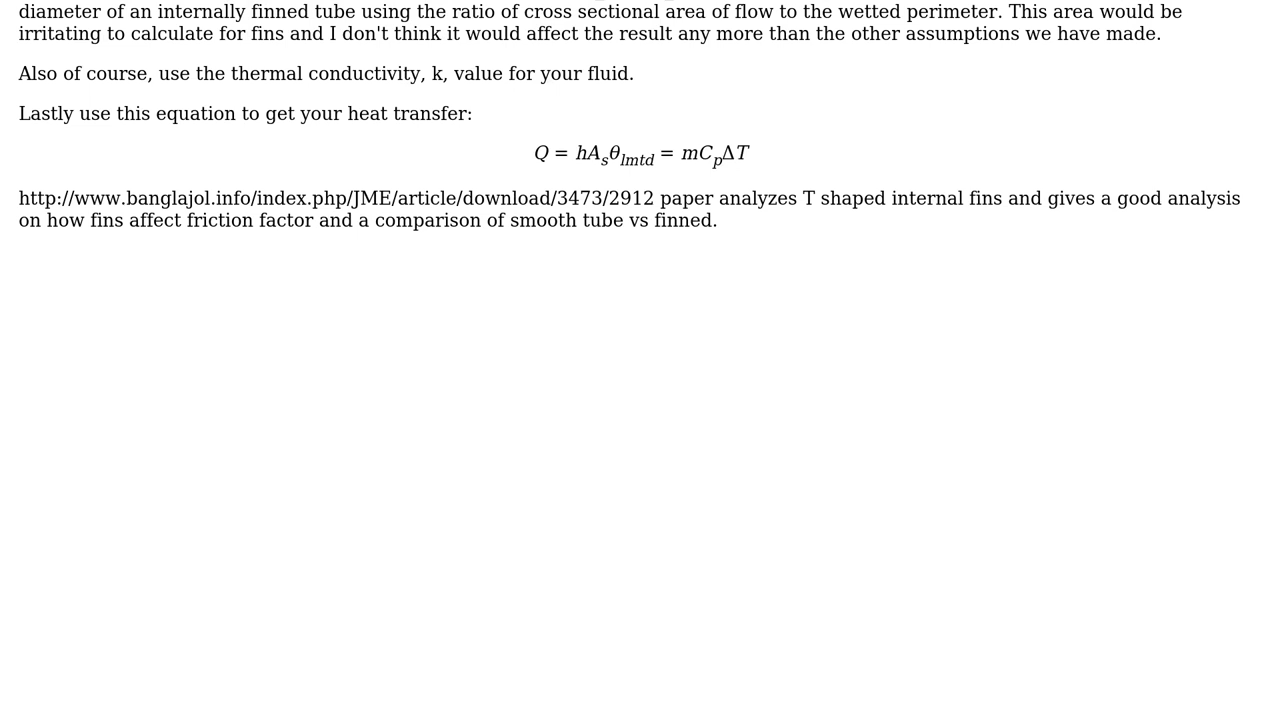 diameter of an internally finned tube using the ratio of cross sectional area of flow to the wetted perimeter. This area would be
irritating to calculate for fins and I don't think it would affect the result any more than the other assumptions we have made.
Also of course, use the thermal conductivity, k, value for your fluid.
Lastly use this equation to get your heat transfer:
Q = hA_sθ_{lmtd} = mC_pΔT
http://www.banglajol.info/index.php/JME/article/download/3473/2912 paper analyzes T shaped internal fins and gives a good analysis
on how fins affect friction factor and a comparison of smooth tube vs finned.